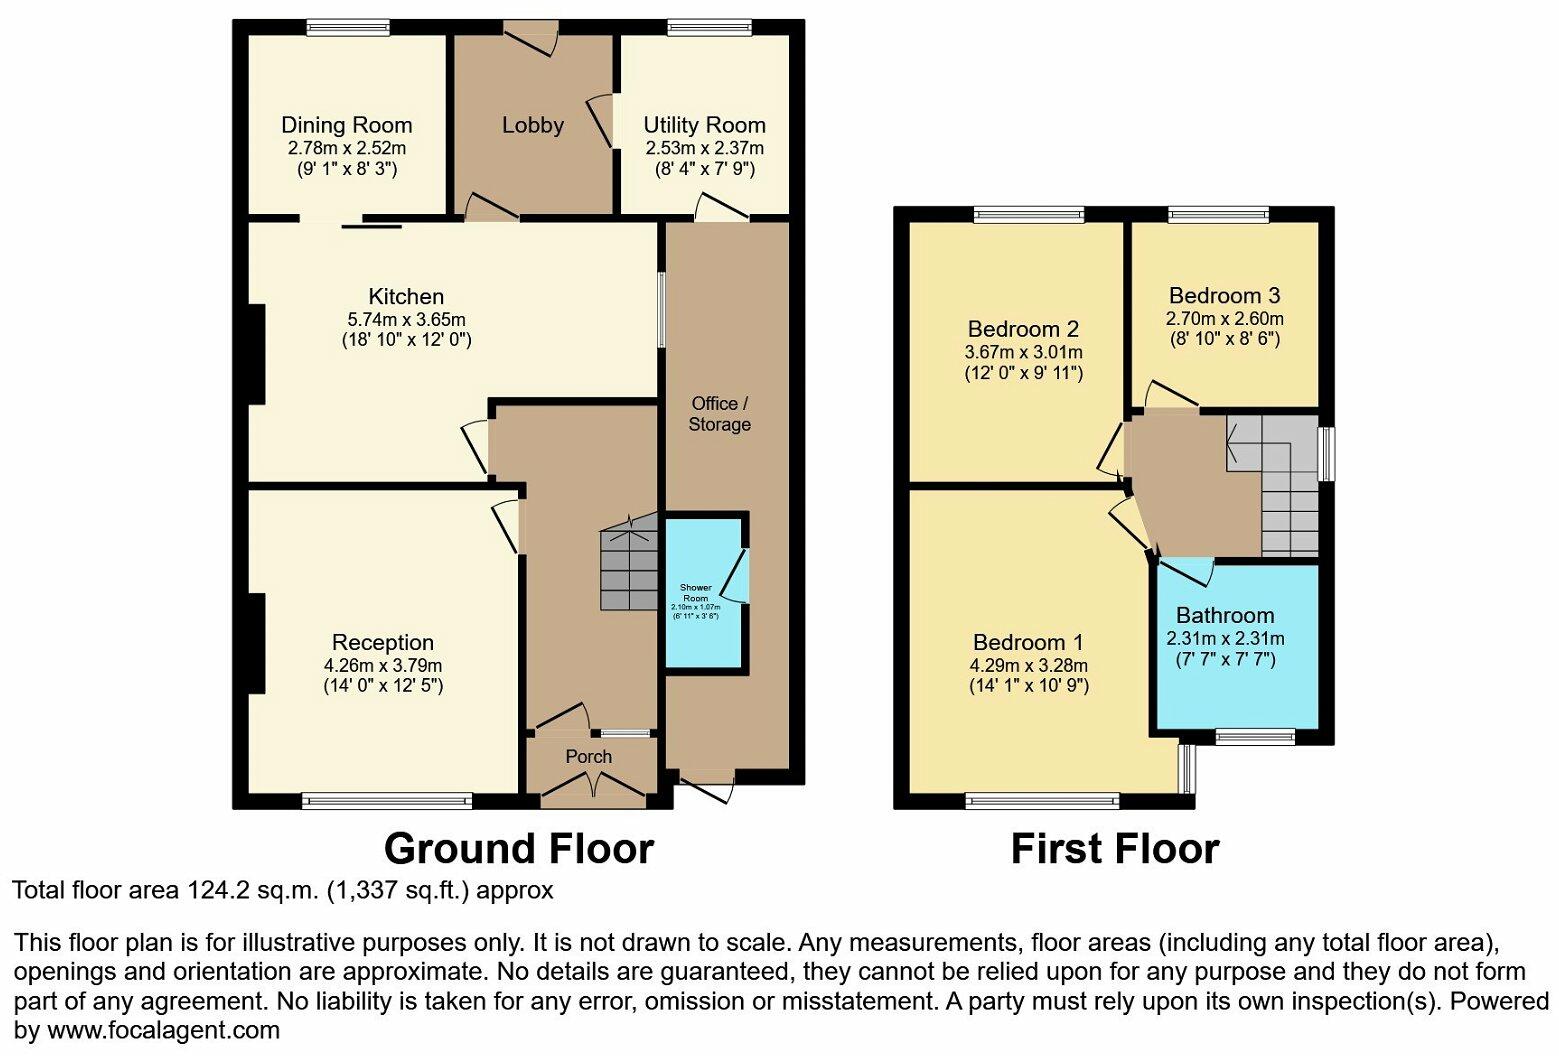 Dining Room
2.78m x 2.52m
(9' 1" x 8' 3")
Lobby
Utility Room
2.53m x 2.37m
(8' 4" x 7' 9")
Kitchen
5.74m x 3.65m
(18' 10" x 12' 0")
Office /
Storage
Shower
Room
2.10m x 1.07m
(6' 11" x 3' 6")
Reception
4.26m x 3.79m
(14' 0" x 12' 5")
Porch
Ground Floor
Bedroom 2
3.67m x 3.01m
(12' 0" x 9' 11")
Bedroom 3
2.70m x 2.60m
(8' 10" x 8' 6")
Bedroom 1
4.29m x 3.28m
(14' 1" x 10' 9")
Bathroom
2.31m x 2.31m
(7' 7" x 7' 7")
First Floor
Total floor area 124.2 sq.m. (1,337 sq.ft.) approx
This floor plan is for illustrative purposes only. It is not drawn to scale. Any measurements, floor areas (including any total floor area),
openings and orientation are approximate. No details are guaranteed, they cannot be relied upon for any purpose and they do not form
part of any agreement. No liability is taken for any error, omission or misstatement. A party must rely upon its own inspection(s). Powered
by www.focalagent.com